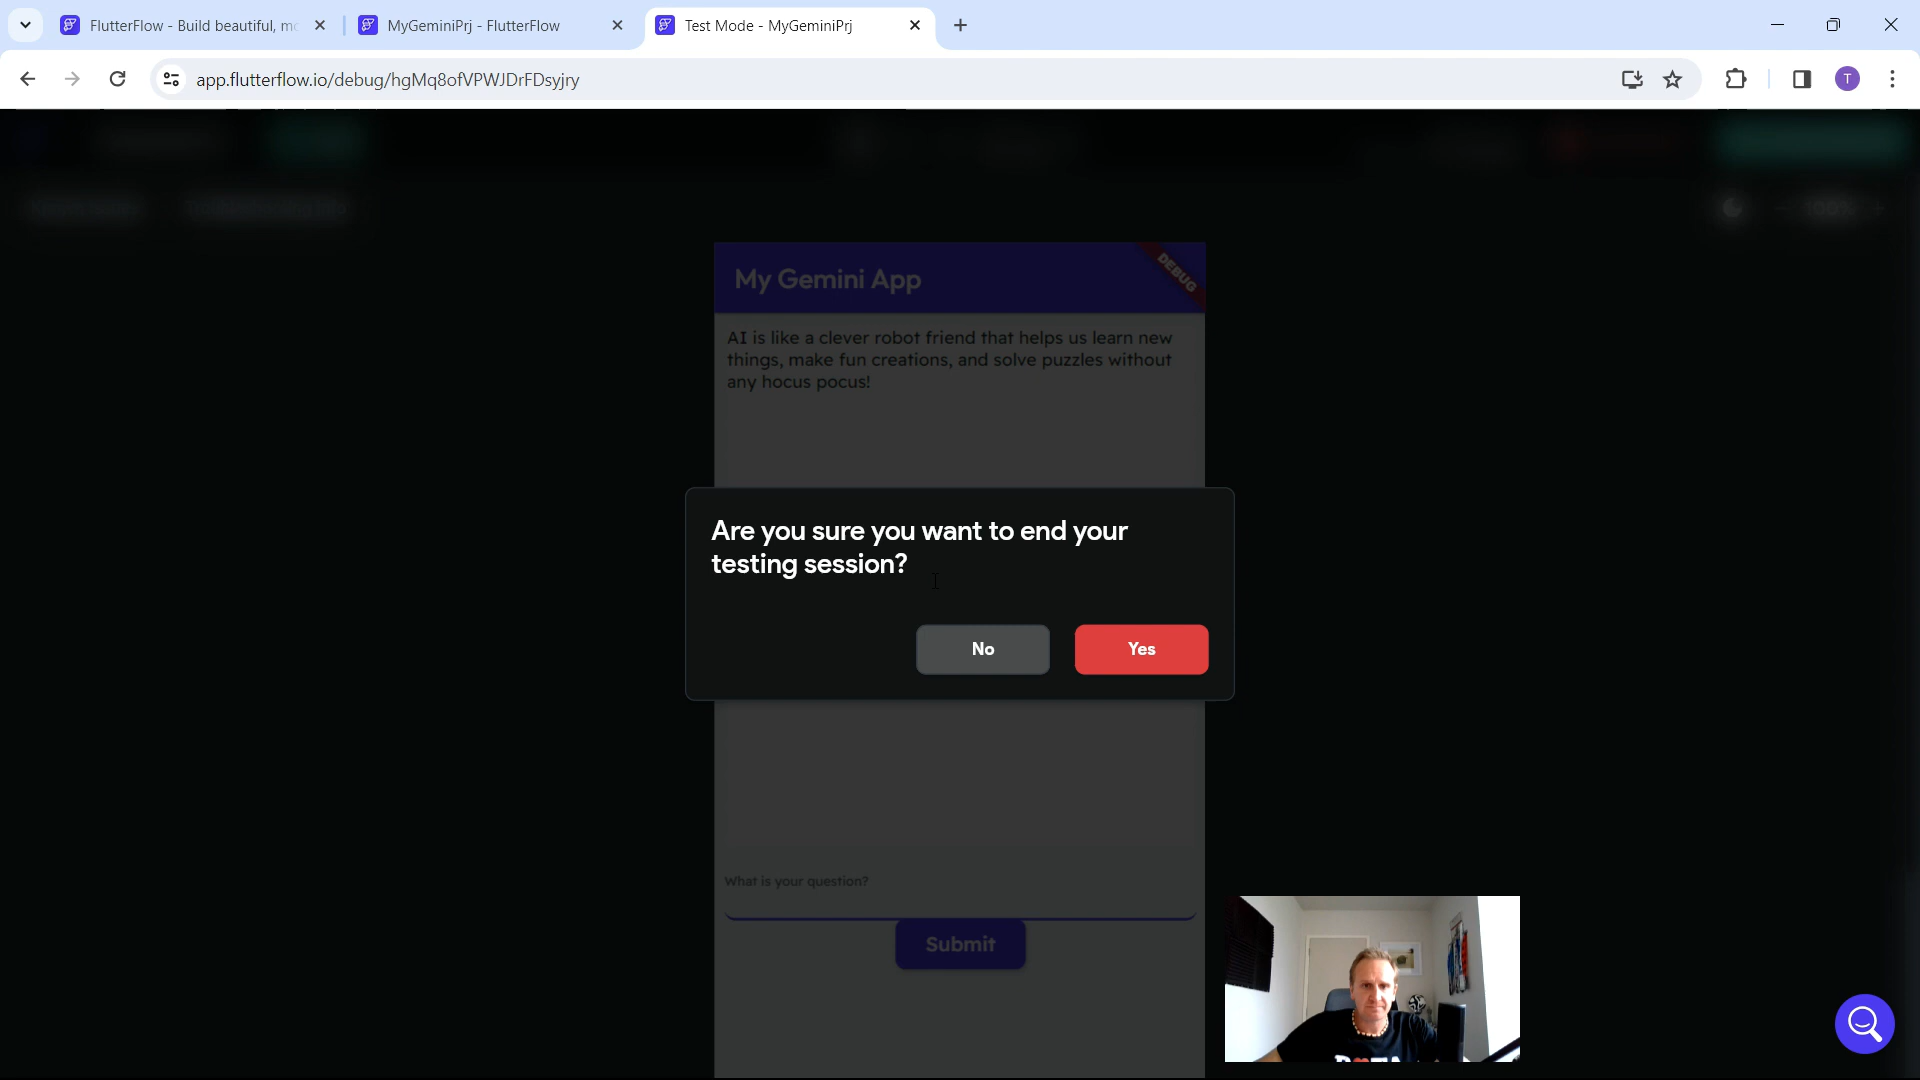 FlutterFlow - Build beautiful, mo
MyGeminiPrj - FlutterFlow
Test Mode - MyGeminiPrj
app.flutterflow.io/debug/hgMq8ofVPWJDrFDsyjry
T
My Gemini App
DEBUG
AI is like a clever robot friend that helps us learn new
things, make fun creations, and solve puzzles without
any hocus pocus!
Are you sure you want to end your
testing session?
No
Yes
What is your question?
Submit